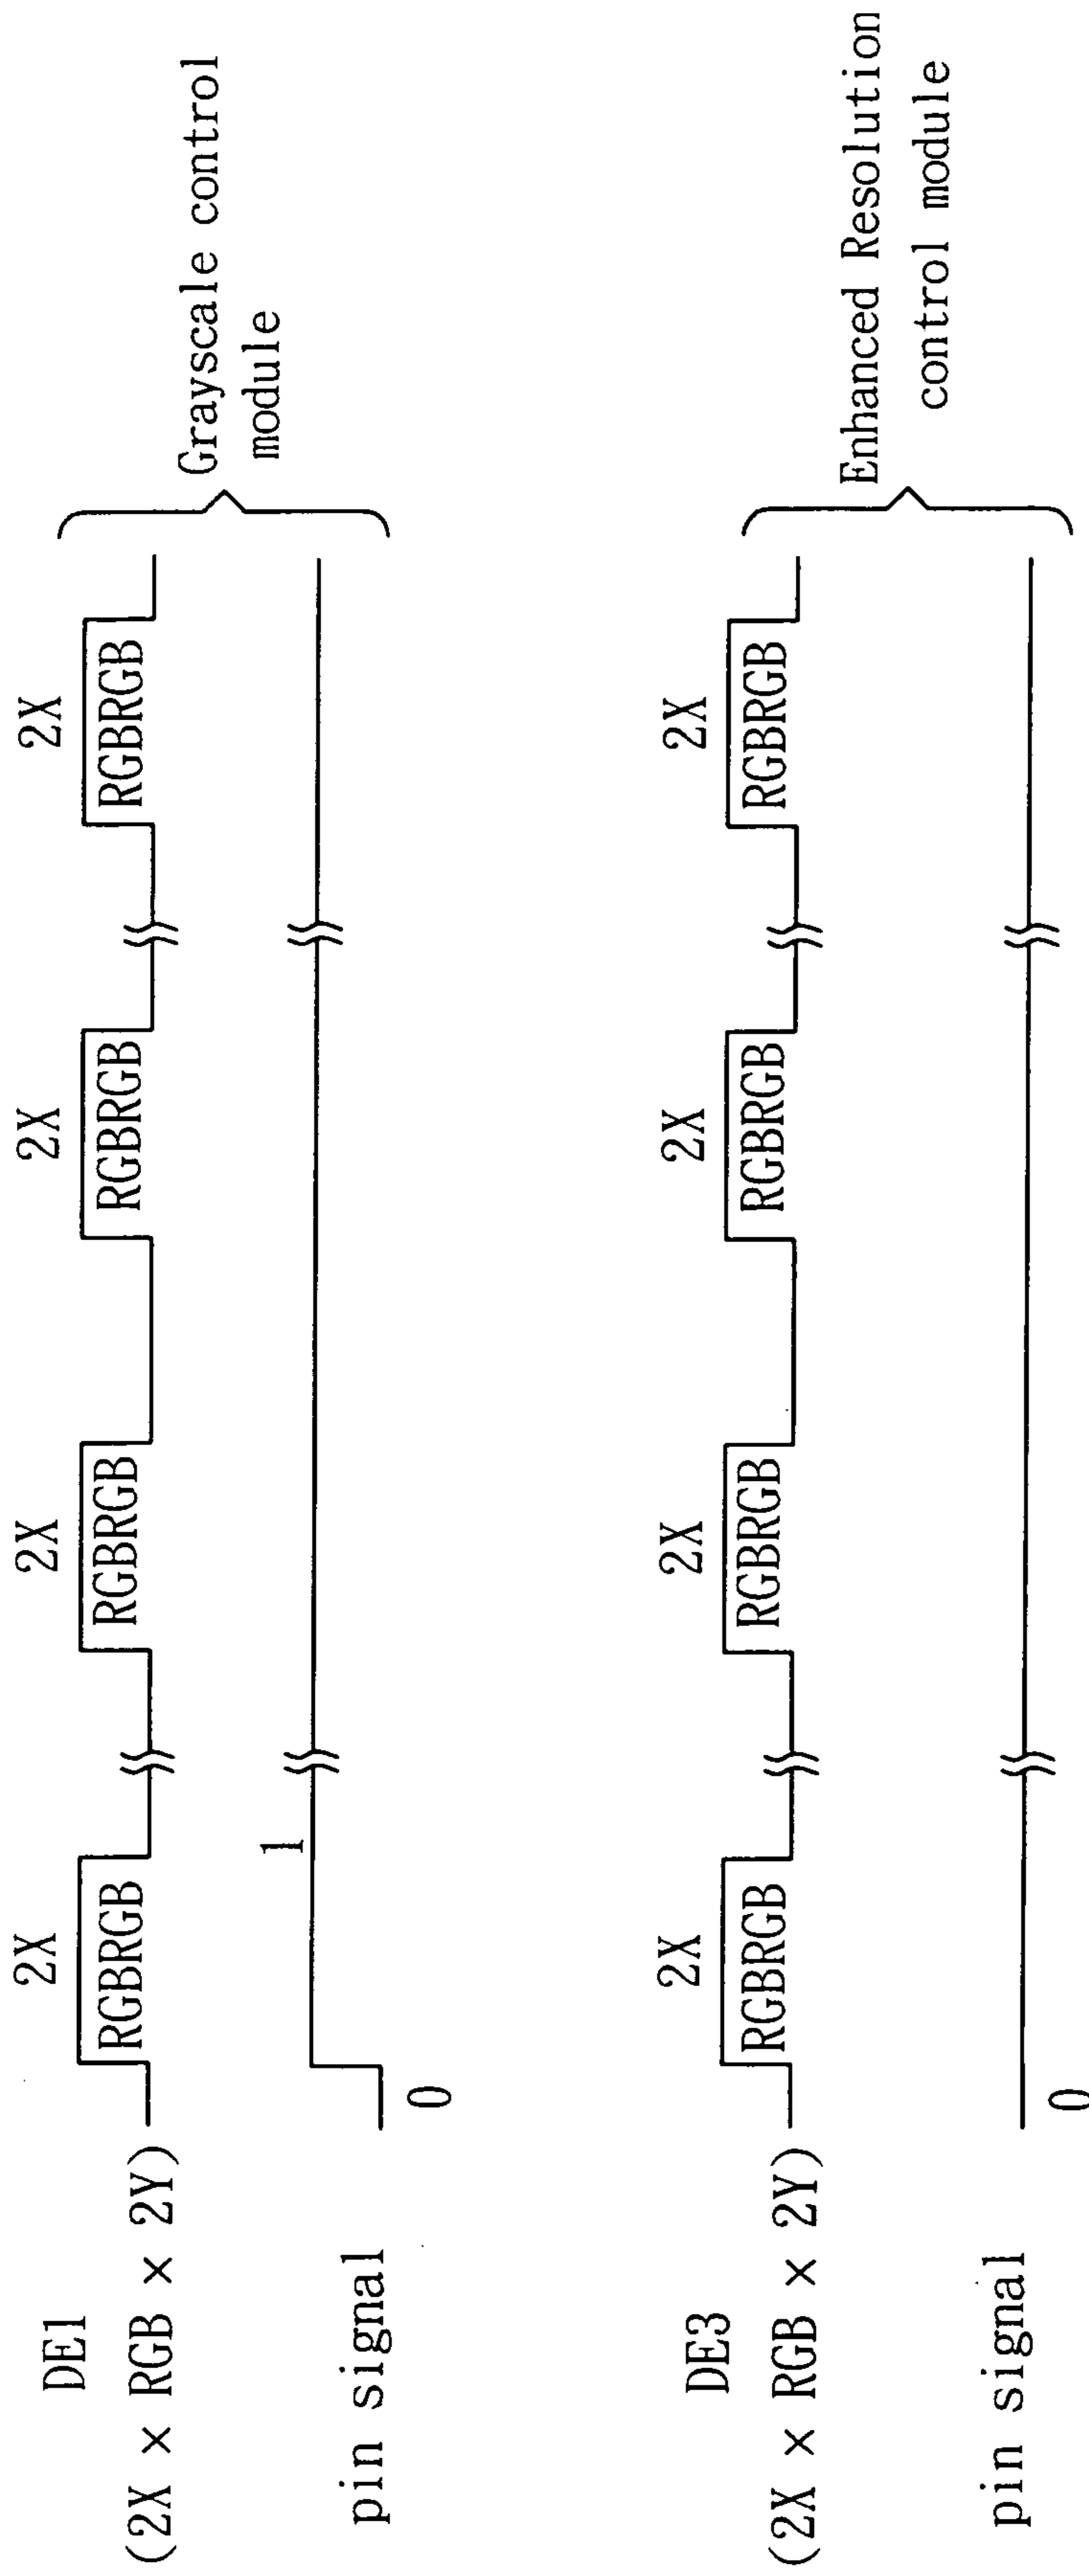 2X 2X 2X 2X
DE1
(2X × RGB × 2Y)
RGBRGB RGBRGB RGBRGB RGBRGB
Grayscale control
module
1
pin signal
0
2X 2X 2X 2X
DE3
(2X × RGB × 2Y)
RGBRGB RGBRGB RGBRGB RGBRGB
Enhanced Resolution
control module
pin signal
0